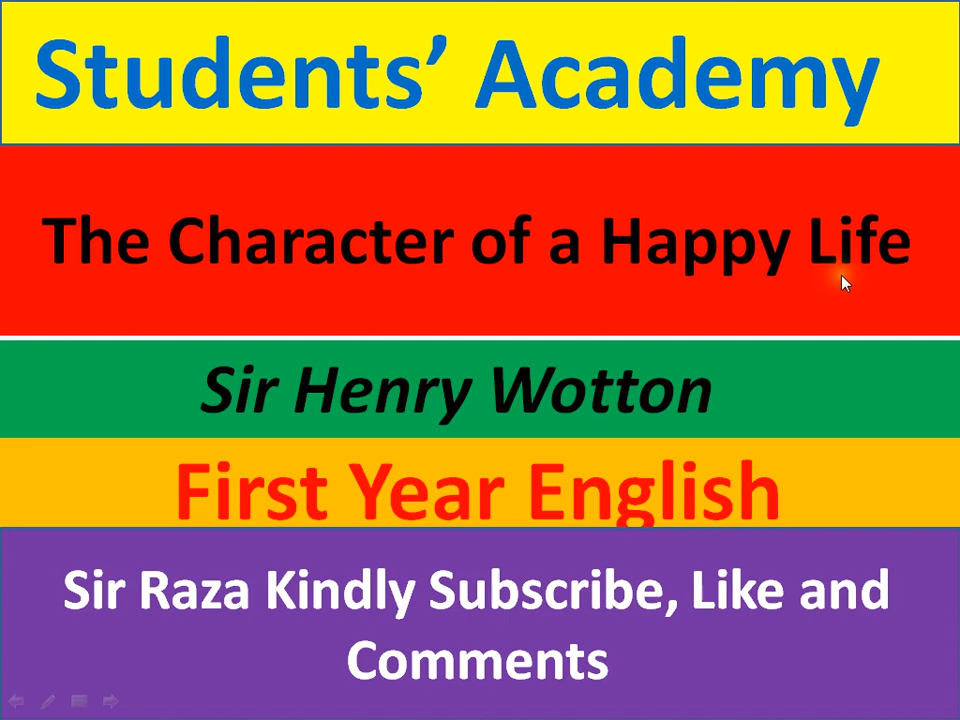 Students’ Academy
The Character of a Happy Life
Sir Henry Wotton
First Year English
Sir Raza Kindly Subscribe, Like and
Comments